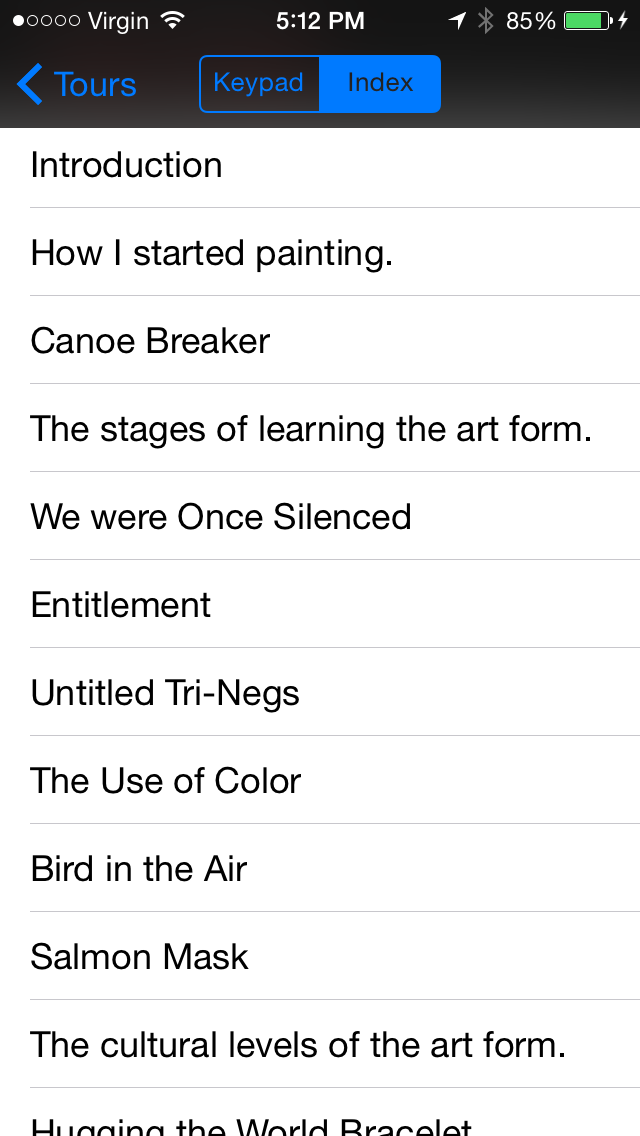 Virgin 5:12 PM 85%
Tours Keypad Index
Introduction
How I started painting.
Canoe Breaker
The stages of learning the art form.
We were Once Silenced
Entitlement
Untitled Tri-Negs
The Use of Color
Bird in the Air
Salmon Mask
The cultural levels of the art form.
Hugging the World Bracelet